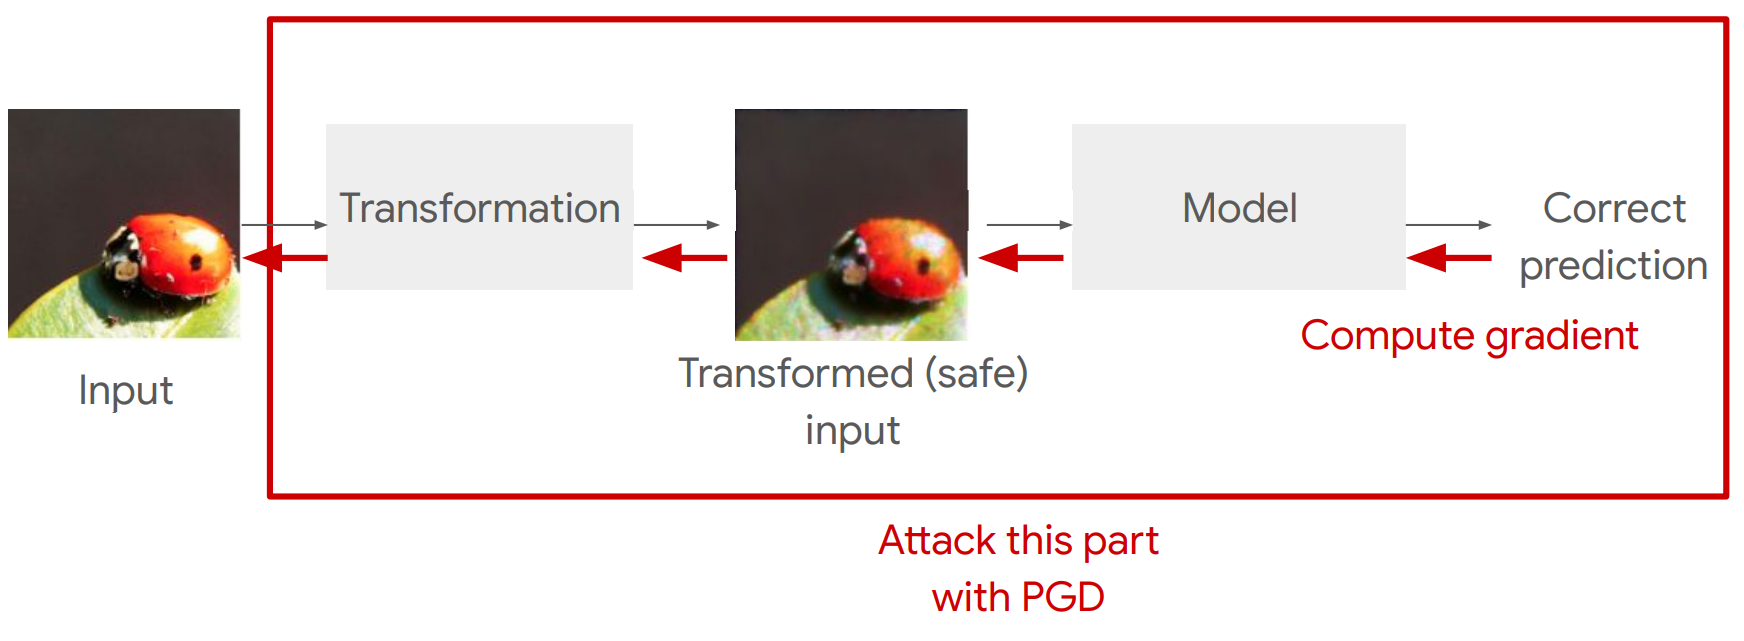 Input
Transformation
Transformed (safe)
input
Model
Correct
prediction
Compute gradient
Attack this part
with PGD